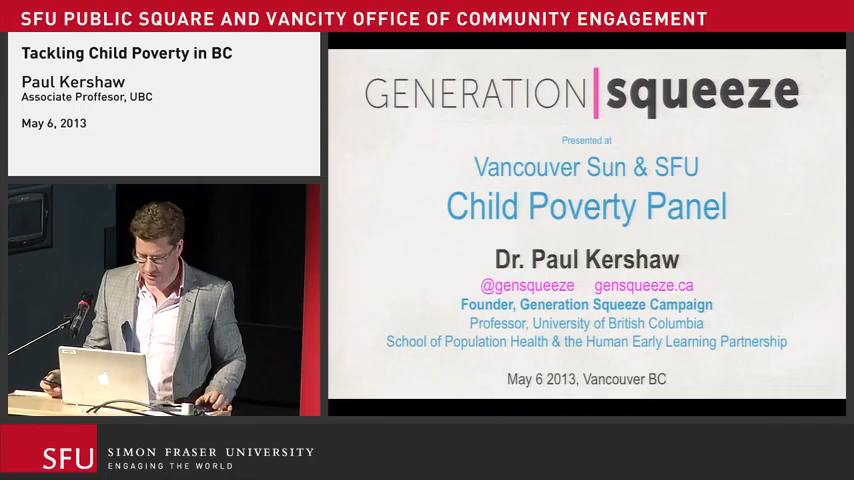 SFU PUBLIC SQUARE AND VANCITY OFFICE OF COMMUNITY ENGAGEMENT
Tackling Child Poverty in BC
Paul Kershaw
Associate Proffesor, UBC
May 6, 2013
GENERATION squeeze
Presented at
Vancouver Sun & SFU
Child Poverty Panel
Dr. Paul Kershaw
@gensqueeze gensqueeze.ca
Founder, Generation Squeeze Campaign
Professor, University of British Columbia
School of Population Health & the Human Early Learning Partnership
May 6 2013, Vancouver BC
SFU
SIMON FRASER UNIVERSITY
ENGAGING THE WORLD